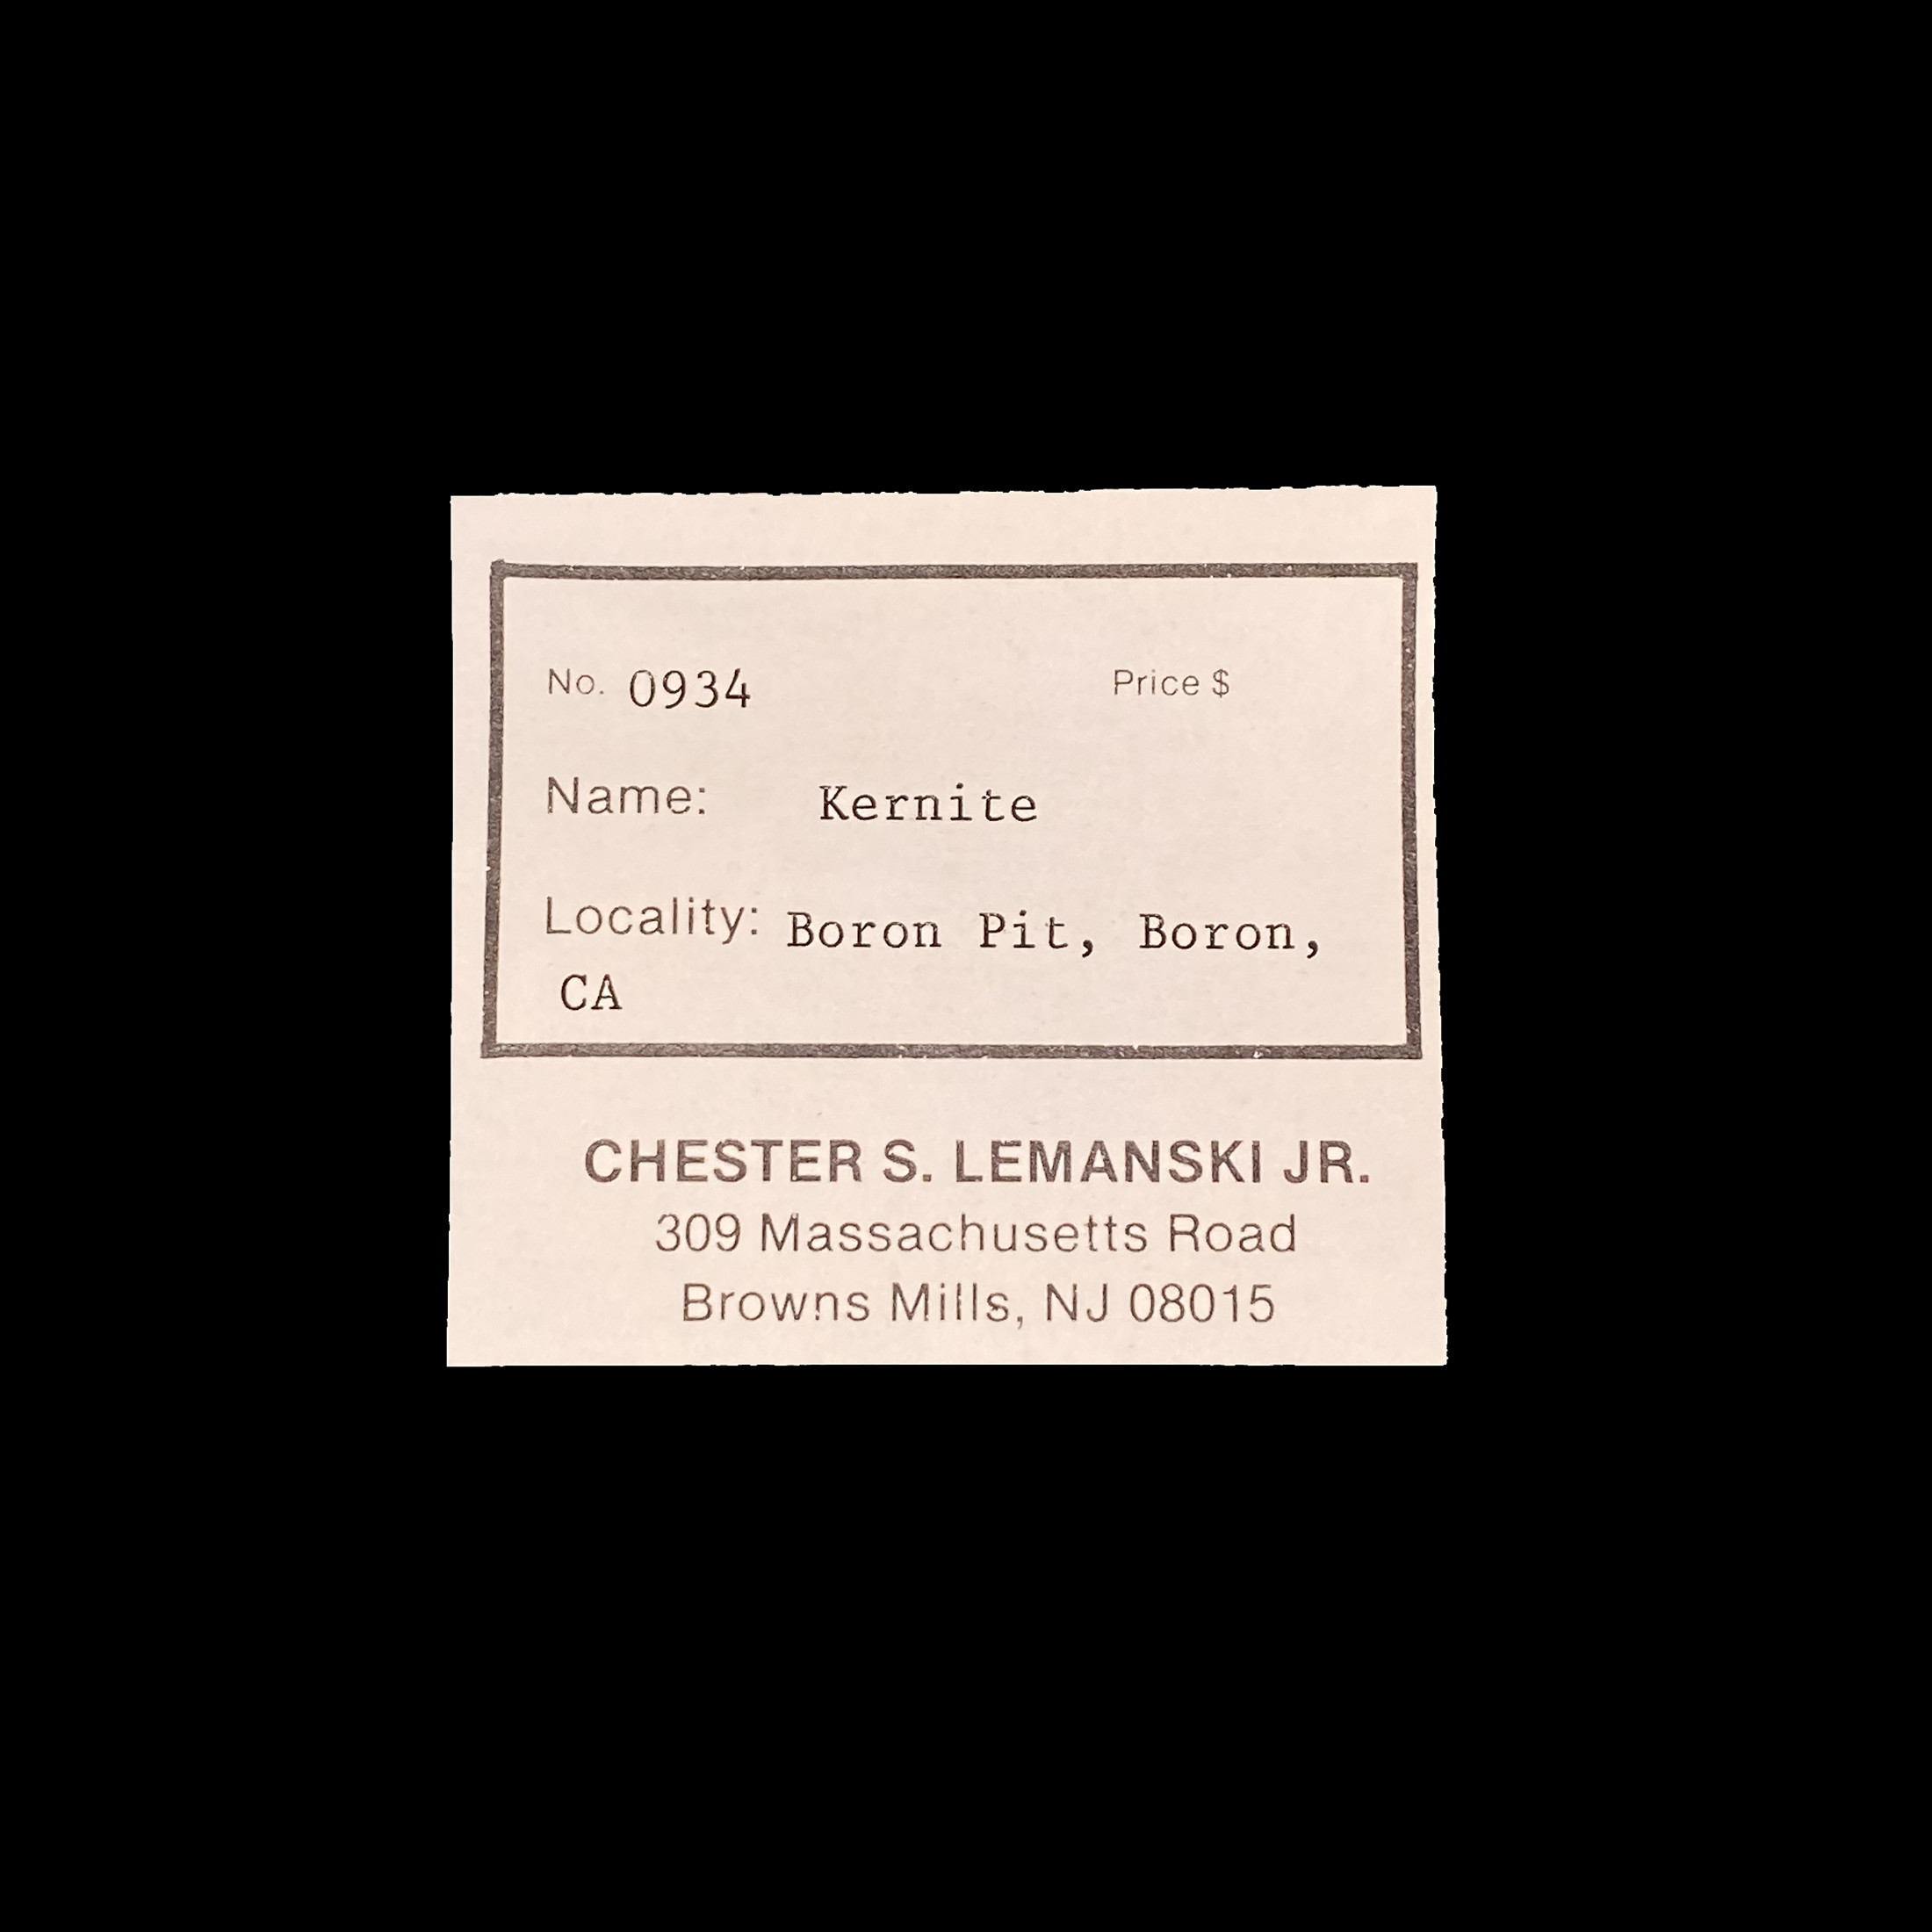 No. 0934 Price $
Name: Kernite
Locality: Boron Pit, Boron,
CA
CHESTER S. LEMANSKI JR.
309 Massachusetts Road
Browns Mills, NJ 08015